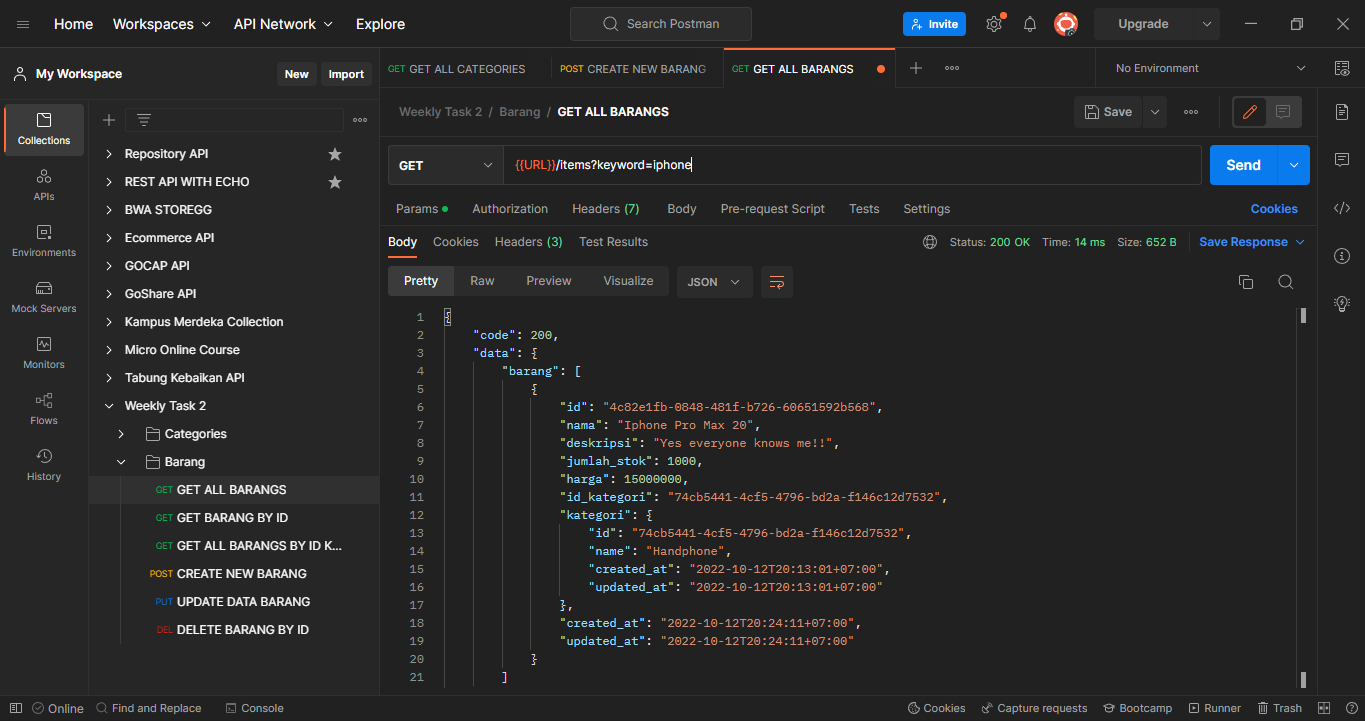 Home Workspaces API Network Explore Search Postman Invite Upgrade
My Workspace New Import
GET GET ALL CATEGORIES POST CREATE NEW BARANG GET GET ALL BARANGS No Environment
Collections
APIs
Environments
Mock Servers
Monitors
Flows
History
Repository API
REST API WITH ECHO
BWA STOREGG
Ecommerce API
GOCAP API
GoShare API
Kampus Merdeka Collection
Micro Online Course
Tabung Kebaikan API
Weekly Task 2
Categories
Barang
GET GET ALL BARANGS
GET GET BARANG BY ID
GET GET ALL BARANGS BY ID K...
POST CREATE NEW BARANG
PUT UPDATE DATA BARANG
DEL DELETE BARANG BY ID
Weekly Task 2 / Barang / GET ALL BARANGS Save
GET {{URL}}/items?keyword=iphone Send
Params Authorization Headers (7) Body Pre-request Script Tests Settings Cookies
Body Cookies Headers (3) Test Results Status: 200 OK Time: 14 ms Size: 652 B Save Response
Pretty Raw Preview Visualize JSON
1 {
2 "code": 200,
3 "data": {
4 "barang": [
5 {
6 "id": "4c82e1fb-0848-481f-b726-60651592b568",
7 "nama": "Iphone Pro Max 20",
8 "deskripsi": "Yes everyone knows me!!",
9 "jumlah_stok": 1000,
10 "harga": 15000000,
11 "id_kategori": "74cb5441-4cf5-4796-bd2a-f146c12d7532",
12 "kategori": {
13 "id": "74cb5441-4cf5-4796-bd2a-f146c12d7532",
14 "name": "Handphone",
15 "created_at": "2022-10-12T20:13:01+07:00",
16 "updated_at": "2022-10-12T20:13:01+07:00"
17 },
18 "created_at": "2022-10-12T20:24:11+07:00",
19 "updated_at": "2022-10-12T20:24:11+07:00"
20 }
21 ]
Online Find and Replace Console Cookies Capture requests Bootcamp Runner Trash